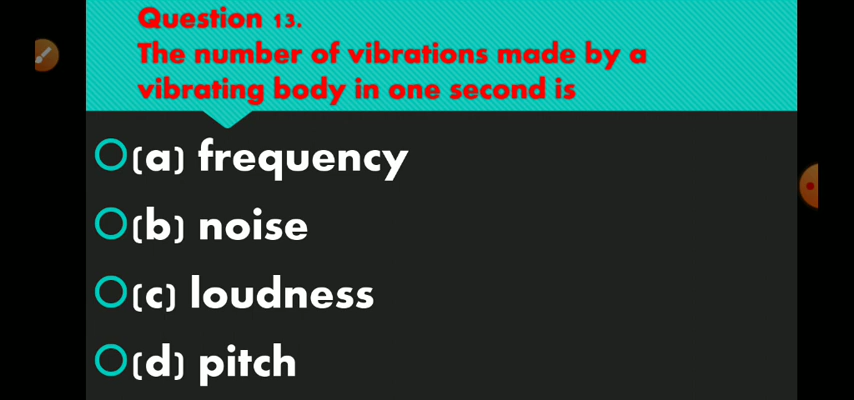 Question 13.
The number of vibrations made by a
vibrating body in one second is
(a) frequency
(b) noise
(c) loudness
(d) pitch